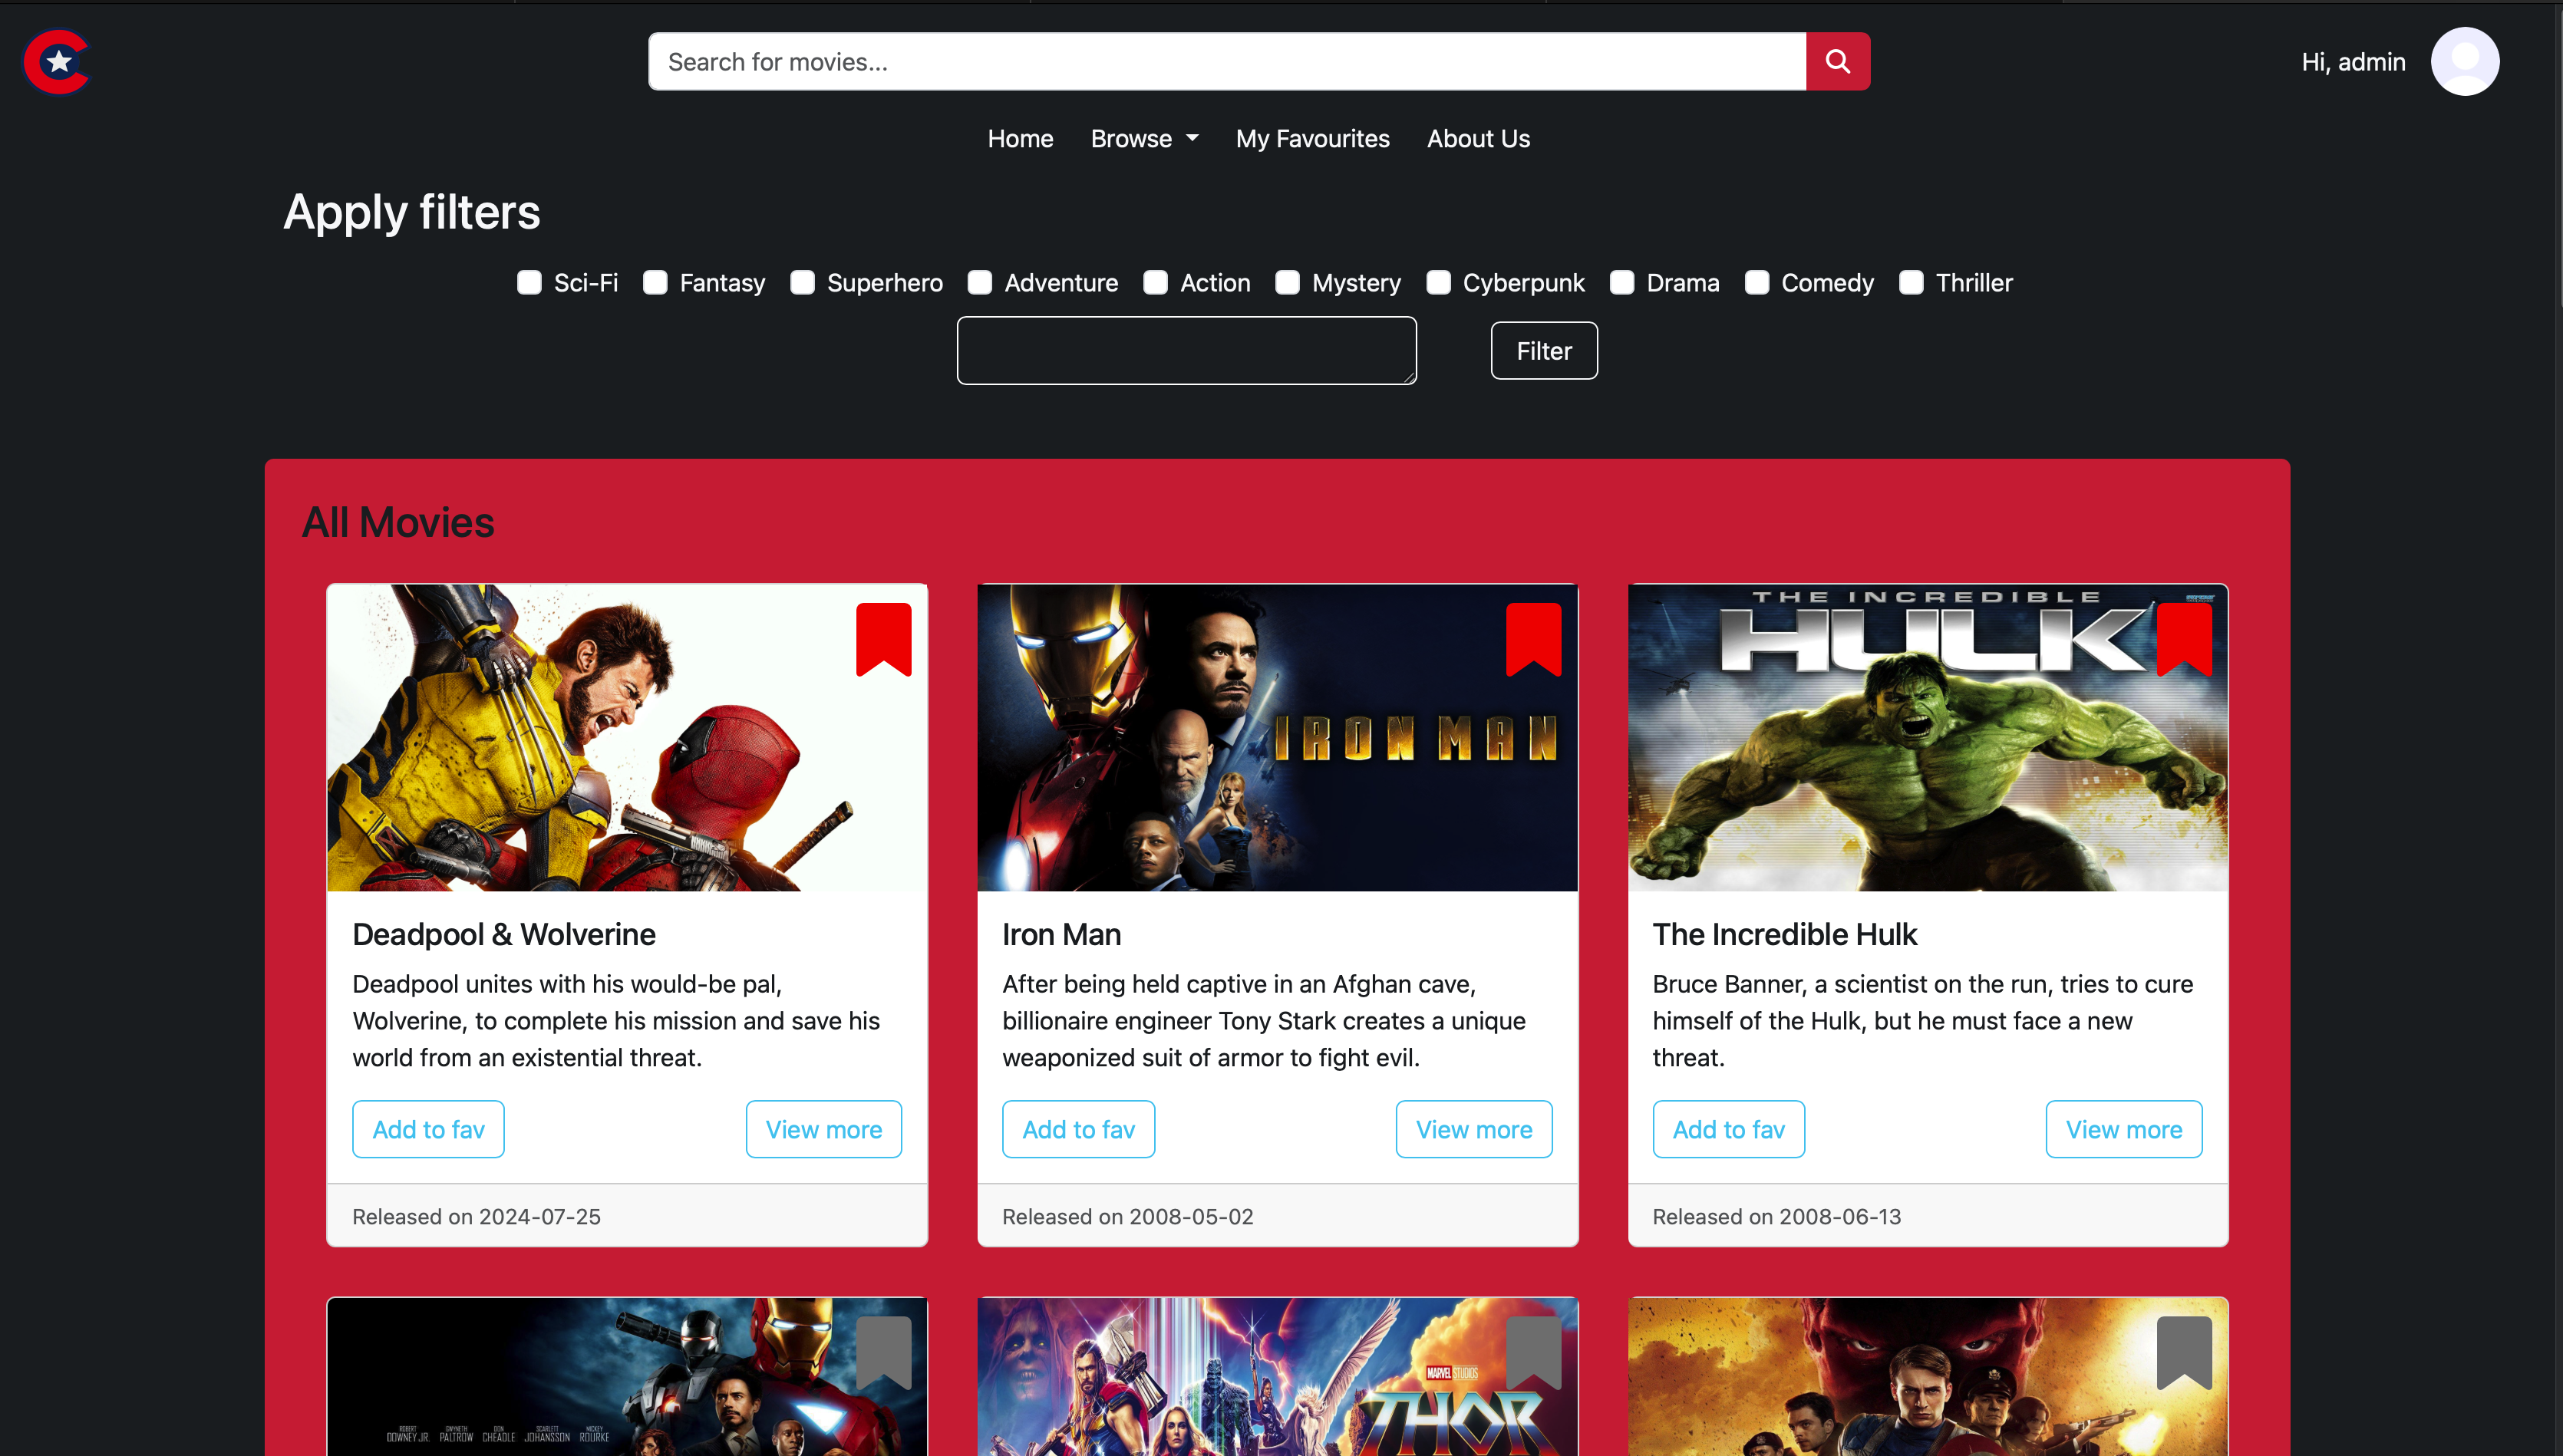 Search for movies...
Hi, admin
Home Browse My Favourites About Us
Apply filters
Sci-Fi Fantasy Superhero Adventure Action Mystery Cyberpunk Drama Comedy Thriller
Filter
All Movies
IRON MAN
THE INCREDIBLE
HULK
Deadpool & Wolverine
Deadpool unites with his would-be pal,
Wolverine, to complete his mission and save his
world from an existential threat.
Add to fav View more
Released on 2024-07-25
Iron Man
After being held captive in an Afghan cave,
billionaire engineer Tony Stark creates a unique
weaponized suit of armor to fight evil.
Add to fav View more
Released on 2008-05-02
The Incredible Hulk
Bruce Banner, a scientist on the run, tries to cure
himself of the Hulk, but he must face a new
threat.
Add to fav View more
Released on 2008-06-13
ROBERT DOWNEY JR. GWYNETH PALTROW DON CHEADLE SCARLETT JOHANSSON MICKEY ROURKE
MARVEL STUDIOS
THOR